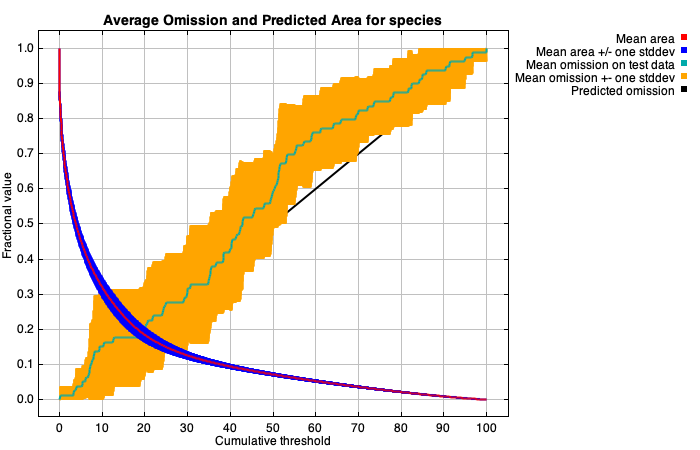 Average Omission and Predicted Area for species
Mean area
Mean area +/- one stddev
Mean omission on test data
Mean omission +- one stddev
Predicted omission
Fractional value
1.0
0.9
0.8
0.7
0.6
0.5
0.4
0.3
0.2
0.1
0.0
0 10 20 30 40 50 60 70 80 90 100
Cumulative threshold